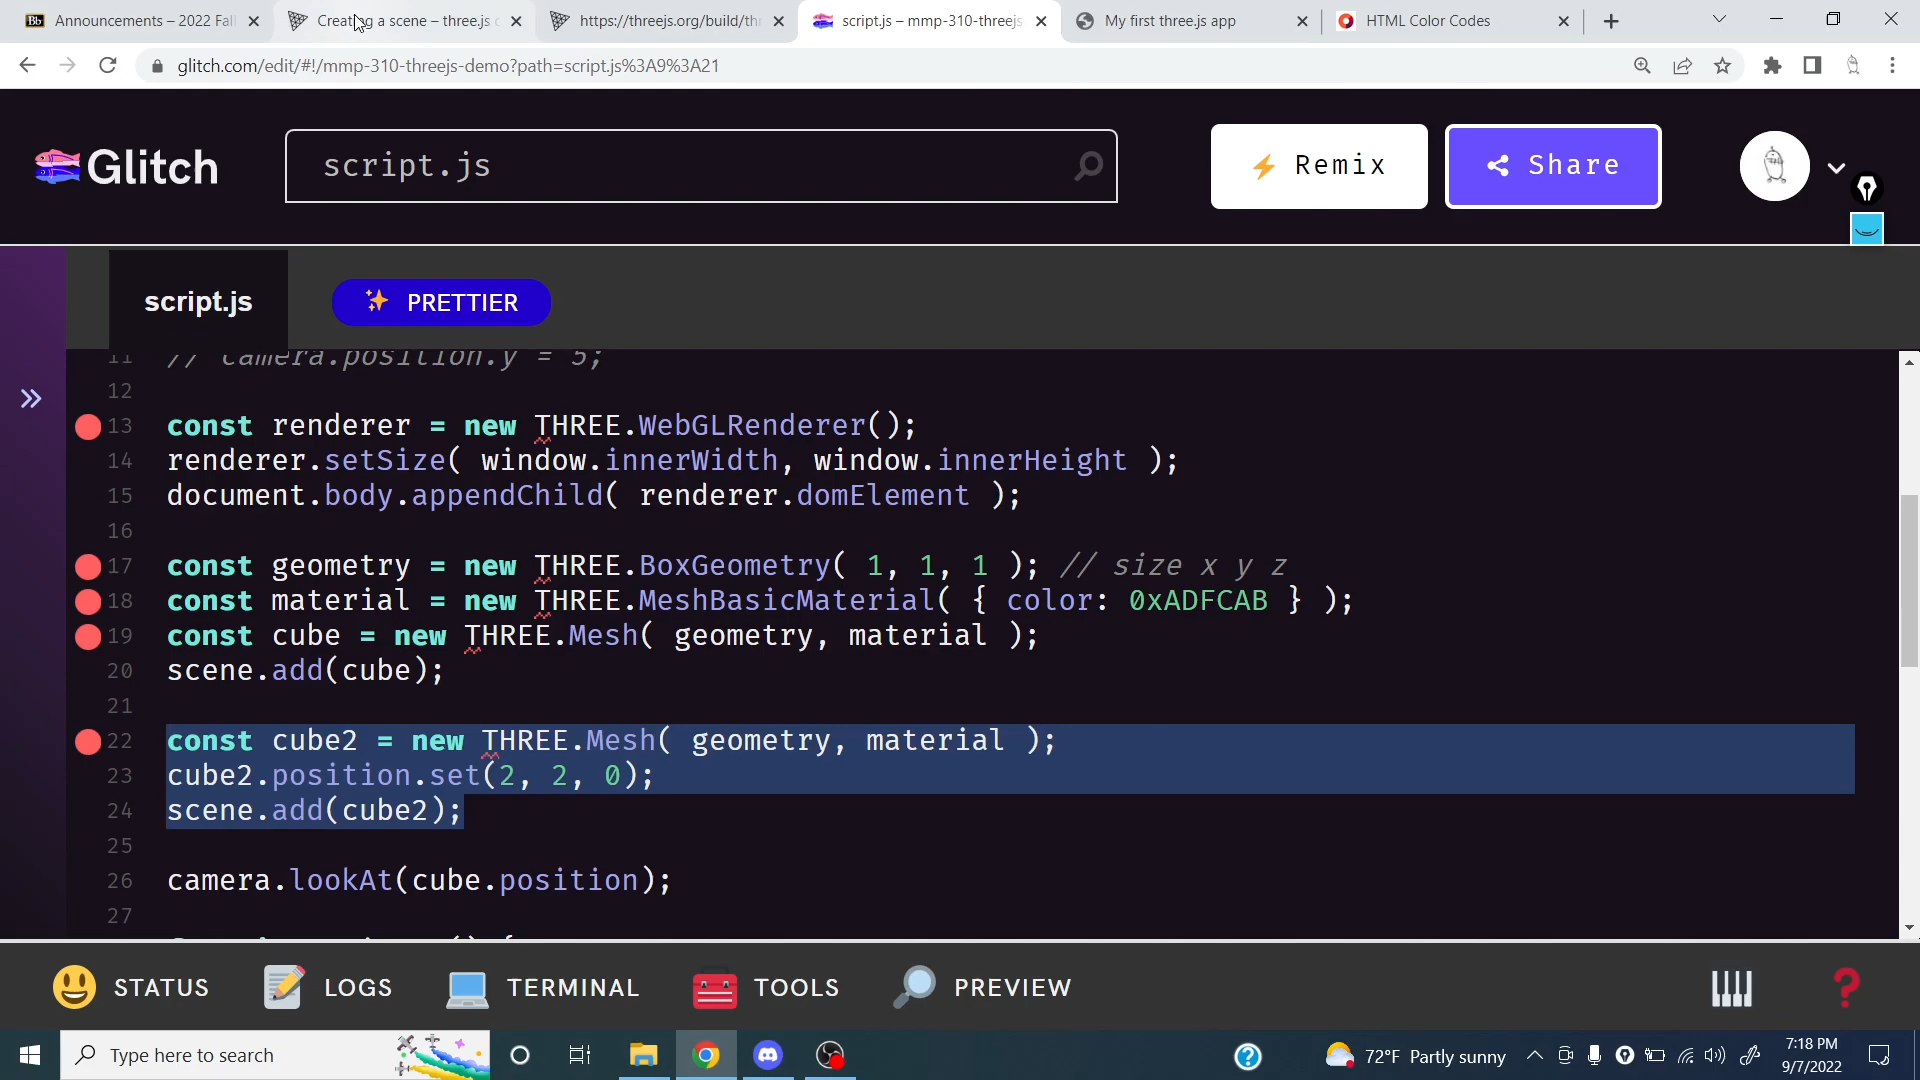 Bb Announcements – 2022 Fall
Creating a scene – three.js
https://threejs.org/build/thr
script.js – mmp-310-threejs
My first three.js app
HTML Color Codes
glitch.com/edit/#!/mmp-310-threejs-demo?path=script.js%3A9%3A21
Glitch
script.js
Remix
Share
script.js
PRETTIER
11 // camera.position.y = 5;
12
13 const renderer = new THREE.WebGLRenderer();
14 renderer.setSize( window.innerWidth, window.innerHeight );
15 document.body.appendChild( renderer.domElement );
16
17 const geometry = new THREE.BoxGeometry( 1, 1, 1 ); // size x y z
18 const material = new THREE.MeshBasicMaterial( { color: 0xADFCAB } );
19 const cube = new THREE.Mesh( geometry, material );
20 scene.add(cube);
21
22 const cube2 = new THREE.Mesh( geometry, material );
23 cube2.position.set(2, 2, 0);
24 scene.add(cube2);
25
26 camera.lookAt(cube.position);
27
STATUS
LOGS
TERMINAL
TOOLS
PREVIEW
?
Type here to search
72°F Partly sunny
7:18 PM
9/7/2022